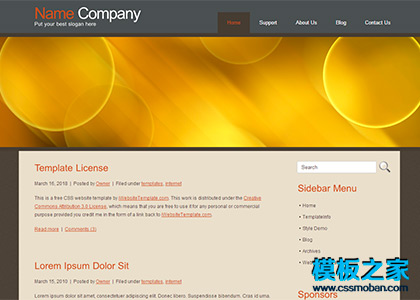 Name Company
Put your best slogan here
Home Support About Us Blog Contact Us
Template License
March 16, 2010 | Posted by Owner | Filed under templates, internet
This is a free CSS website template by iWebsiteTemplate.com. This work is distributed under the Creative
Commons Attribution 3.0 License, which means that you are free to use it for any personal or commercial
purpose provided you credit me in the form of a link back to iWebsiteTemplate.com.
Read more | Comments (3)
Lorem Ipsum Dolor Sit
March 15, 2010 | Posted by Owner | Filed under templates, internet
Lorem ipsum dolor sit amet, consectetuer adipiscing elit. Donec libero. Suspendisse bibendum. Cras id urna. Morbi
Search
Sidebar Menu
Home
TemplateInfo
Style Demo
Blog
Archives
Sponsors
模板之家
www.cssmoban.com